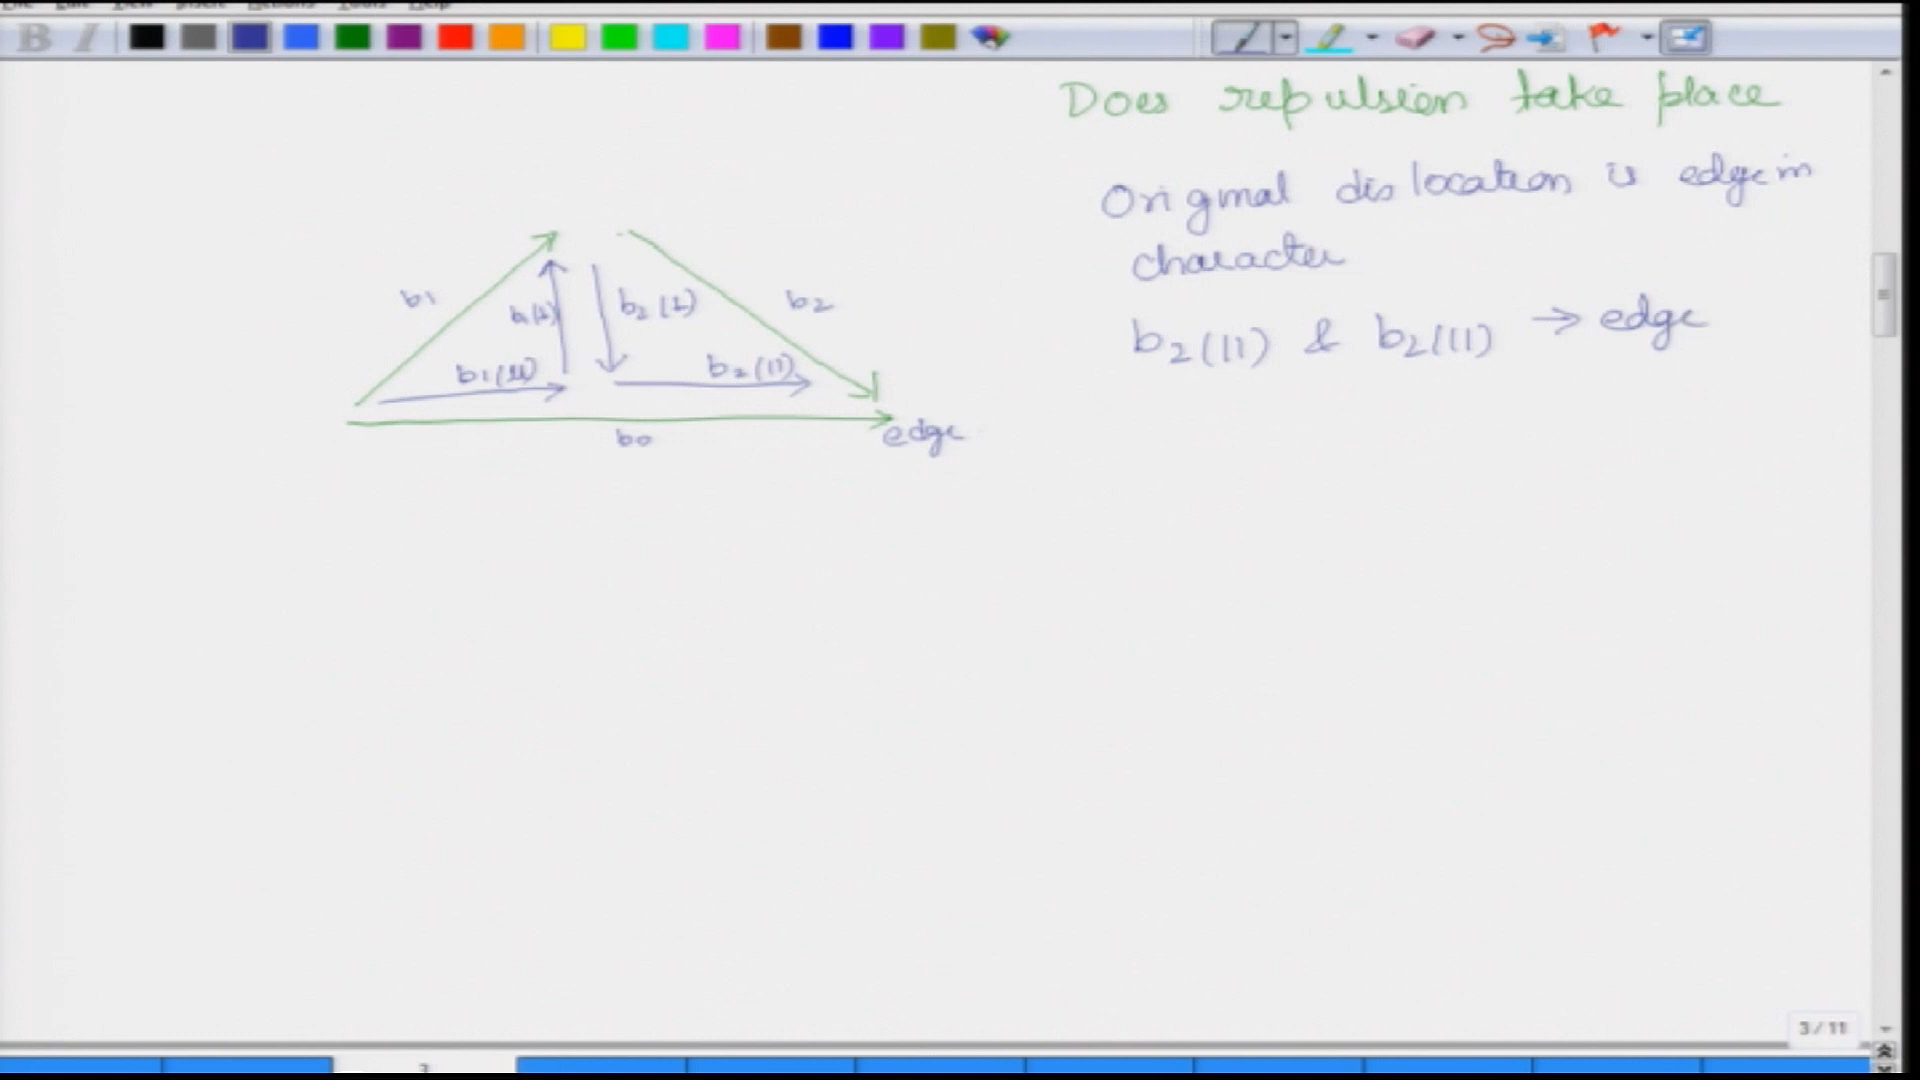 Does repulsion take place
Original dislocation is edge in
character
b2(11) & b2(11) → edge
b1
b1(⊥)
b2(⊥)
b2
b1(11)
b2(11)
b0
edge
3 / 11